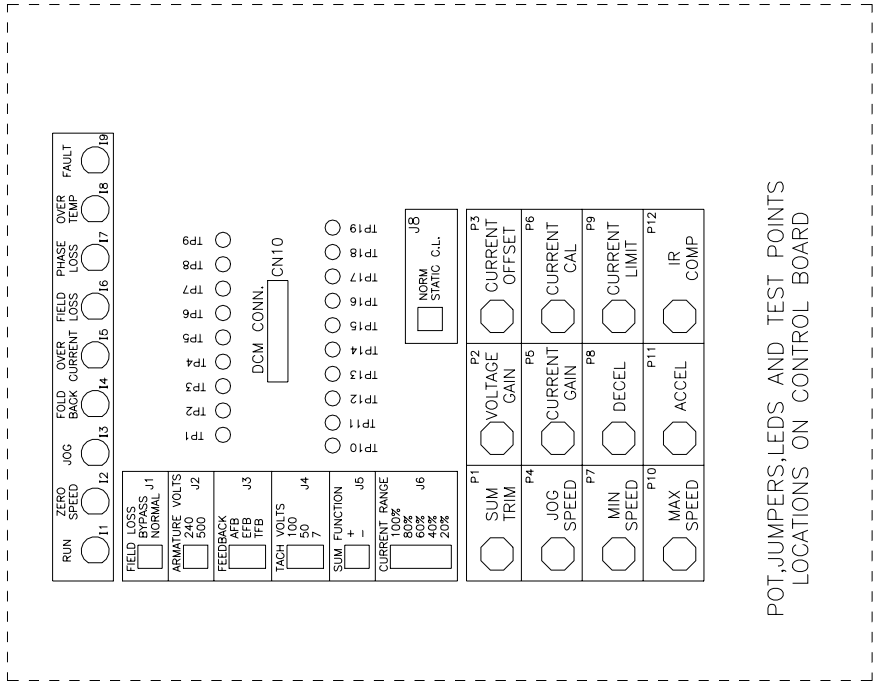 RUN
I1
ZERO
SPEED
I2
JOG
I3
FOLD
BACK
I4
OVER
CURRENT
I5
FIELD
LOSS
I6
PHASE
LOSS
I7
OVER
TEMP
I8
FAULT
I9
TP1
TP2
TP3
TP4
TP5
TP6
TP7
TP8
TP9
DCM CONN.
CN10
TP10
TP11
TP12
TP13
TP14
TP15
TP16
TP17
TP18
TP19
FIELD LOSS
BYPASS J1
NORMAL
ARMATURE VOLTS
240 J2
500
FEEDBACK
AFB J3
EFB
TFB
TACH VOLTS
100 J4
50
7
SUM FUNCTION
+ J5
-
CURRENT RANGE
100%
80% J6
60%
40%
20%
J8
NORM
STATIC C.L.
P1
SUM
TRIM
P2
VOLTAGE
GAIN
P3
CURRENT
OFFSET
P4
JOG
SPEED
P5
CURRENT
GAIN
P6
CURRENT
CAL
P7
MIN
SPEED
P8
DECEL
P9
CURRENT
LIMIT
P10
MAX
SPEED
P11
ACCEL
P12
IR
COMP
POT,JUMPERS,LEDS AND TEST POINTS
LOCATIONS ON CONTROL BOARD